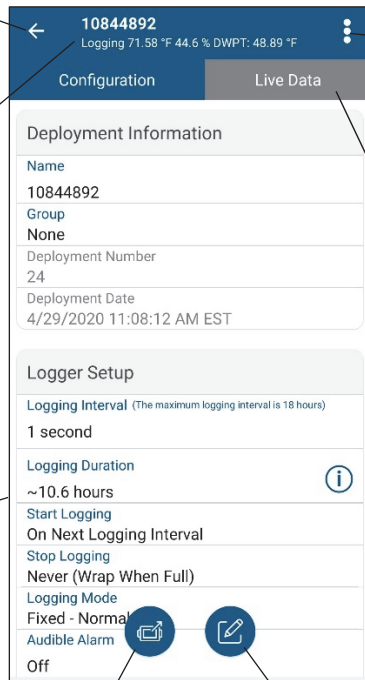 10844892
Logging 71.58 °F 44.6 % DWPT: 48.89 °F
Configuration
Live Data
Deployment Information
Name
10844892
Group
None
Deployment Number
24
Deployment Date
4/29/2020 11:08:12 AM EST
Logger Setup
Logging Interval (The maximum logging interval is 18 hours)
1 second
Logging Duration
~10.6 hours
Start Logging
On Next Logging Interval
Stop Logging
Never (Wrap When Full)
Logging Mode
Fixed - Normal
Audible Alarm
Off